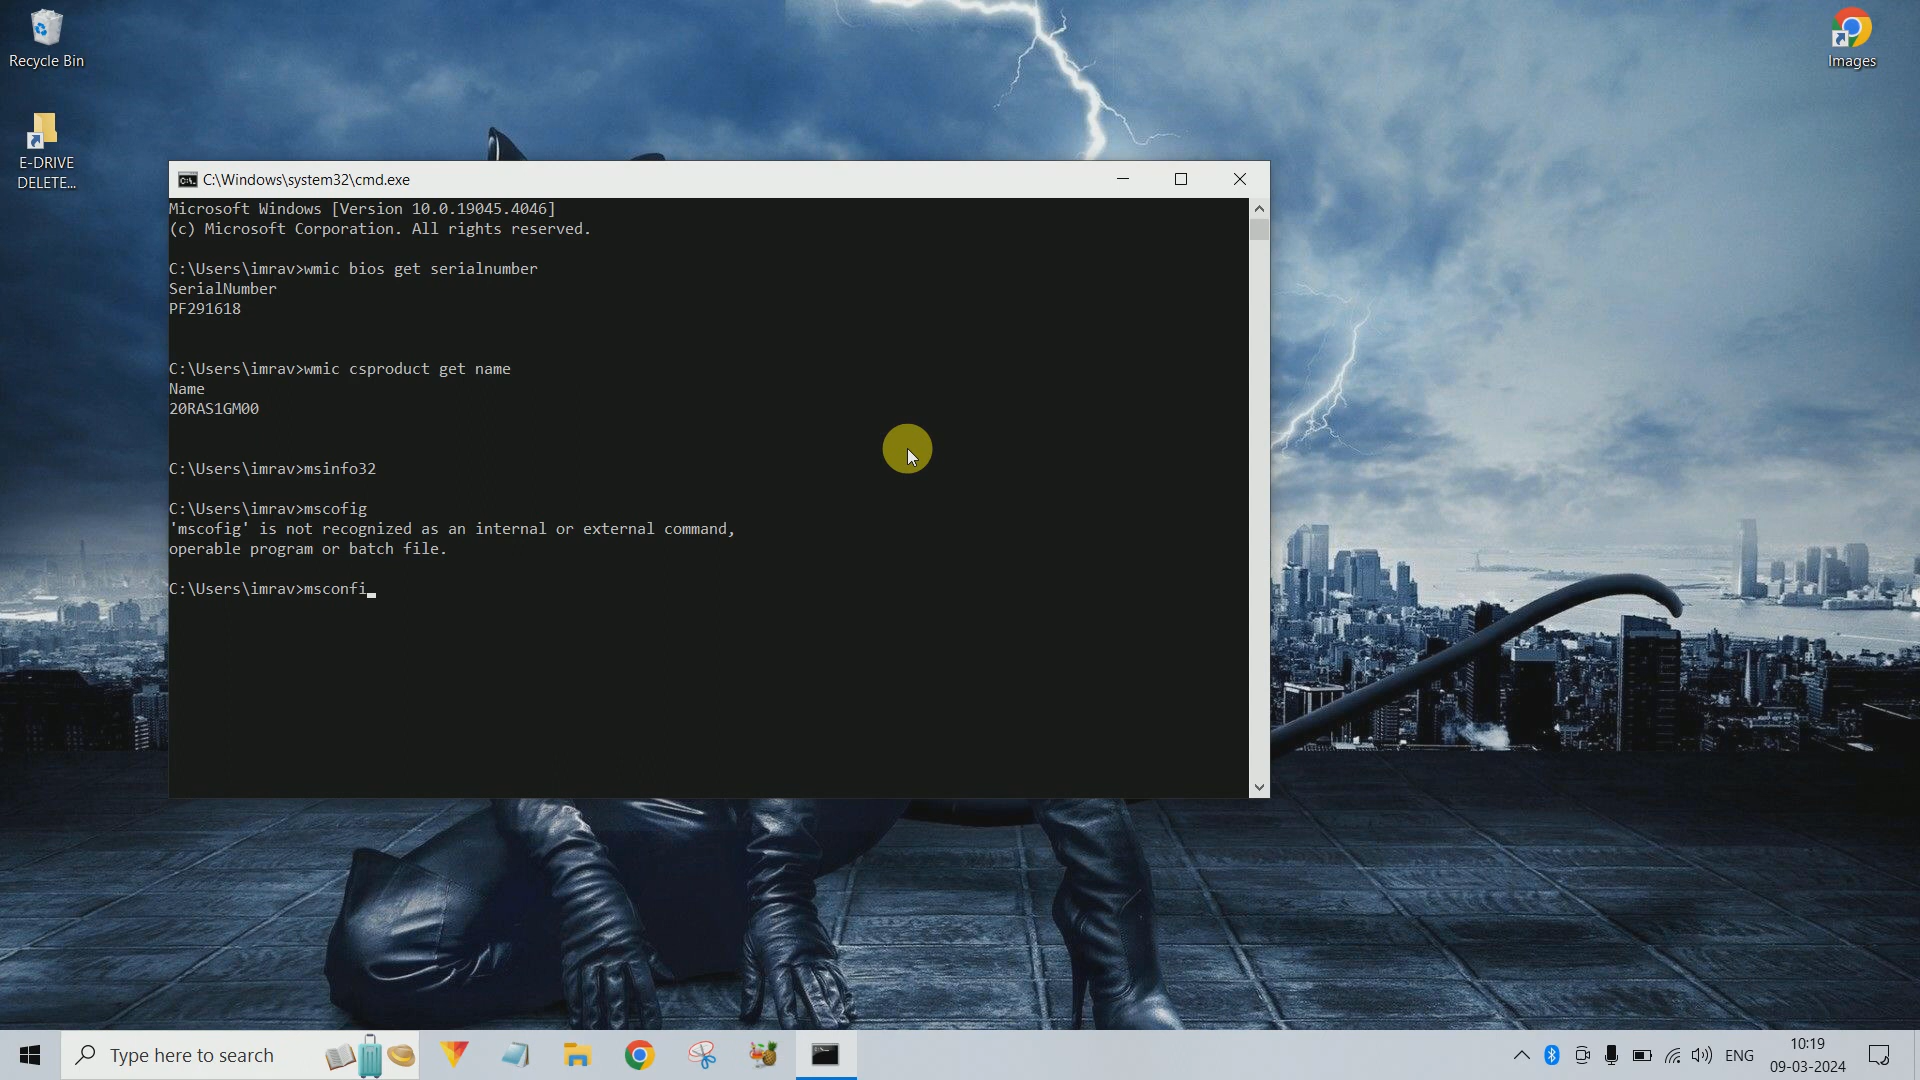 Recycle Bin
E-DRIVE
DELETE...
Images
C:\Windows\system32\cmd.exe
Microsoft Windows [Version 10.0.19045.4046]
(c) Microsoft Corporation. All rights reserved.
C:\Users\imrav>wmic bios get serialnumber
SerialNumber
PF291618
C:\Users\imrav>wmic csproduct get name
Name
20RAS1GM00
C:\Users\imrav>msinfo32
C:\Users\imrav>mscofig
'mscofig' is not recognized as an internal or external command,
operable program or batch file.
C:\Users\imrav>msconfi_
Type here to search
ENG
10:19
09-03-2024